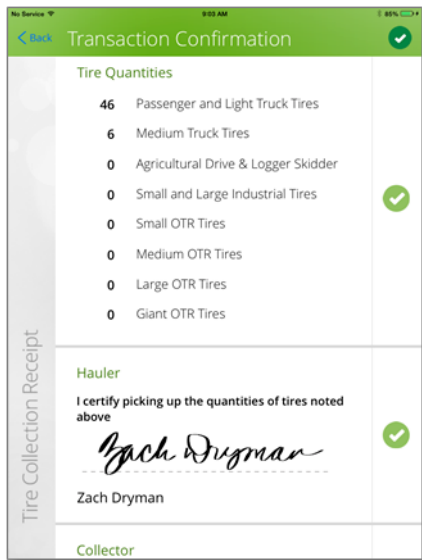 No Service 9:03 AM 85%
Back Transaction Confirmation
Tire Quantities
46 Passenger and Light Truck Tires
6 Medium Truck Tires
0 Agricultural Drive & Logger Skidder
0 Small and Large Industrial Tires
0 Small OTR Tires
0 Medium OTR Tires
0 Large OTR Tires
0 Giant OTR Tires
Tire Collection Receipt
Hauler
I certify picking up the quantities of tires noted
above
Zach Dryman
Zach Dryman
Collector